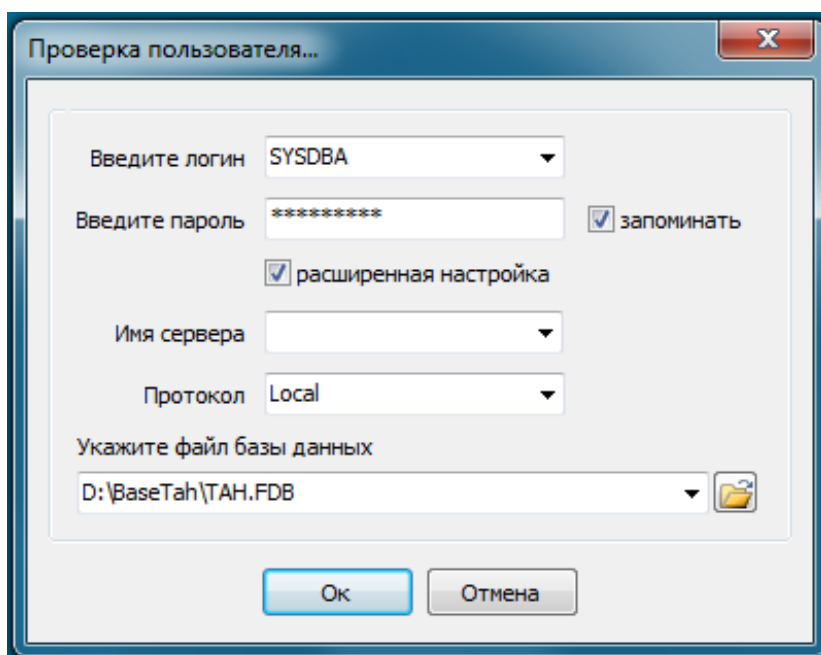 Проверка пользователя...
Введите логин SYSDBA
Введите пароль ********* запоминать
расширенная настройка
Имя сервера
Протокол Local
Укажите файл базы данных
D:\BaseTah\TAH.FDB
Ок Отмена